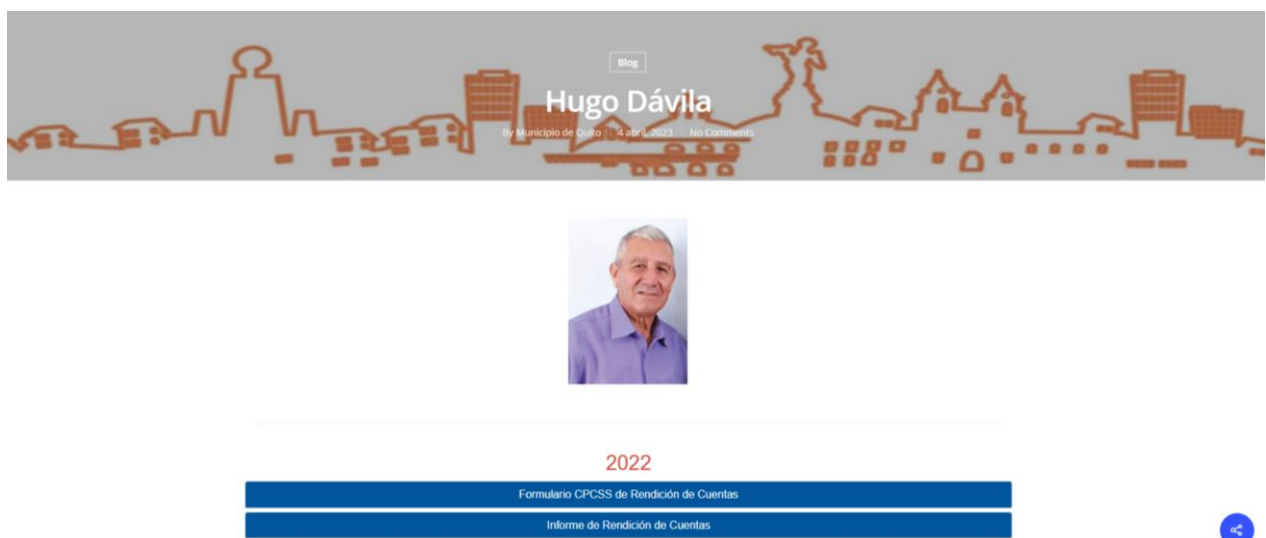 Blog
Hugo Dávila
By Municipio de Quito 4 abril, 2023 No Comments
2022
Formulario CPCSS de Rendición de Cuentas
Informe de Rendición de Cuentas